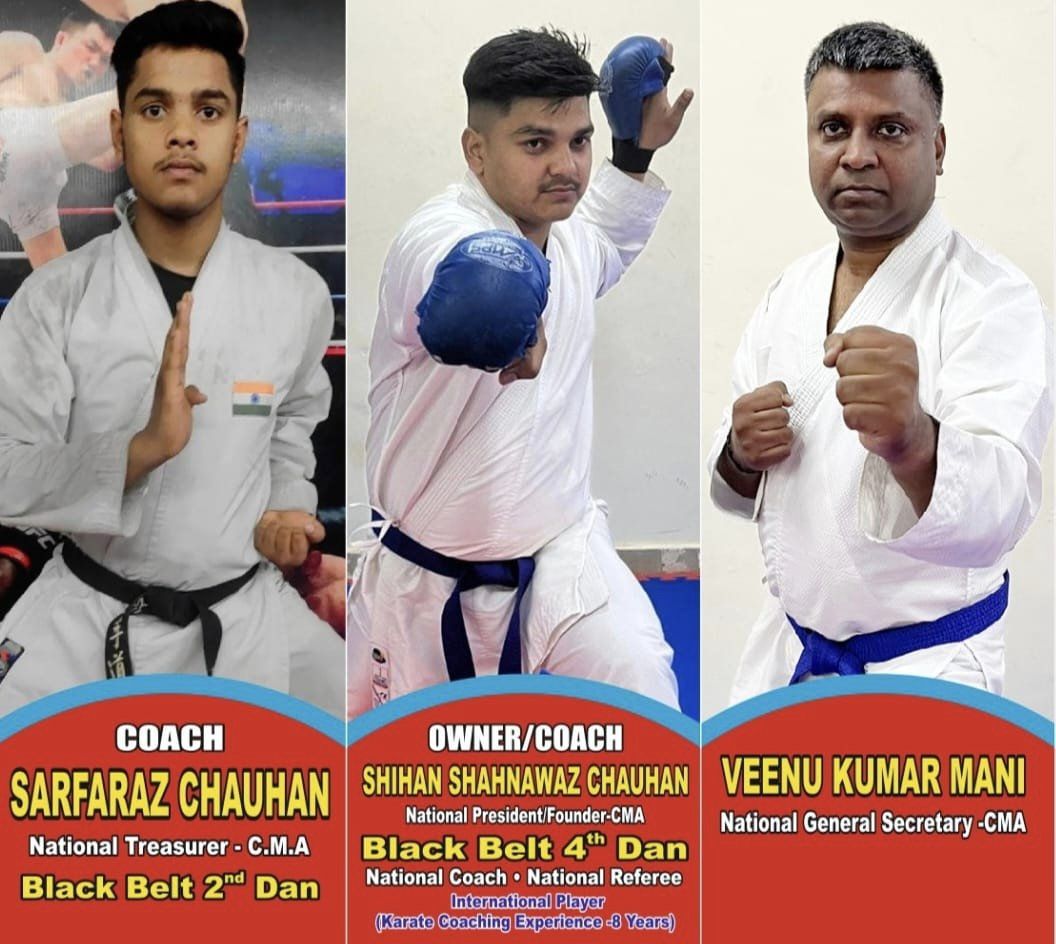 COACH
SARFARAZ CHAUHAN
National Treasurer - C.M.A
Black Belt 2nd Dan
OWNER/COACH
SHIHAN SHAHNAWAZ CHAUHAN
National President/Founder-CMA
Black Belt 4th Dan
National Coach • National Referee
International Player
(Karate Coaching Experience -8 Years)
VEENU KUMAR MANI
National General Secretary -CMA